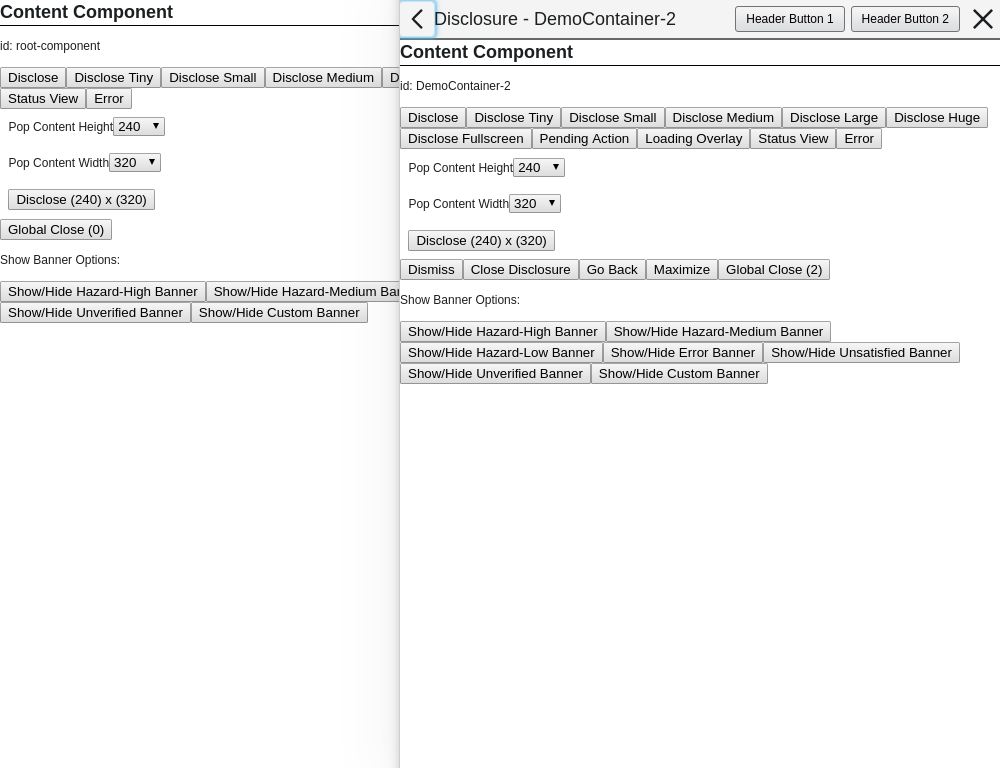 Content Component
id: root-component
Disclose Disclose Tiny Disclose Small Disclose Medium
Status View Error
Pop Content Height 240
Pop Content Width 320
Disclose (240) x (320)
Global Close (0)
Show Banner Options:
Show/Hide Hazard-High Banner Show/Hide Hazard-Medium
Show/Hide Unverified Banner Show/Hide Custom Banner
Disclosure - DemoContainer-2 Header Button 1 Header Button 2
Content Component
id: DemoContainer-2
Disclose Disclose Tiny Disclose Small Disclose Medium Disclose Large Disclose Huge
Disclose Fullscreen Pending Action Loading Overlay Status View Error
Pop Content Height 240
Pop Content Width 320
Disclose (240) x (320)
Dismiss Close Disclosure Go Back Maximize Global Close (2)
Show Banner Options:
Show/Hide Hazard-High Banner Show/Hide Hazard-Medium Banner
Show/Hide Hazard-Low Banner Show/Hide Error Banner Show/Hide Unsatisfied Banner
Show/Hide Unverified Banner Show/Hide Custom Banner